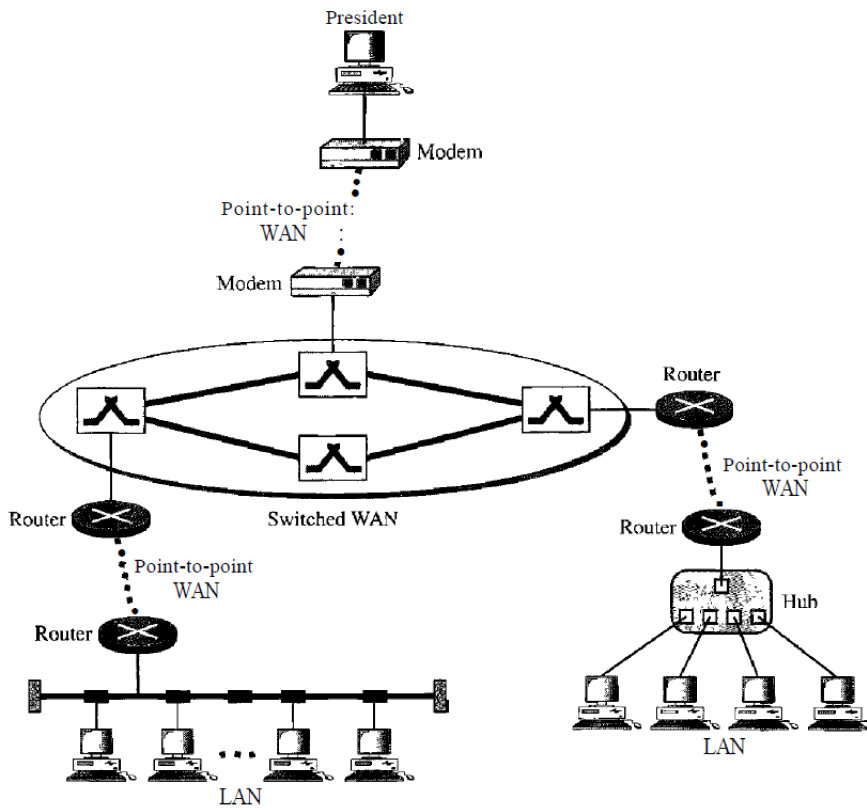 President
Modem
Point-to-point:
WAN
Modem
Router
Point-to-point
WAN
Router
Switched WAN
Router
Point-to-point
WAN
Router
Hub
LAN
LAN